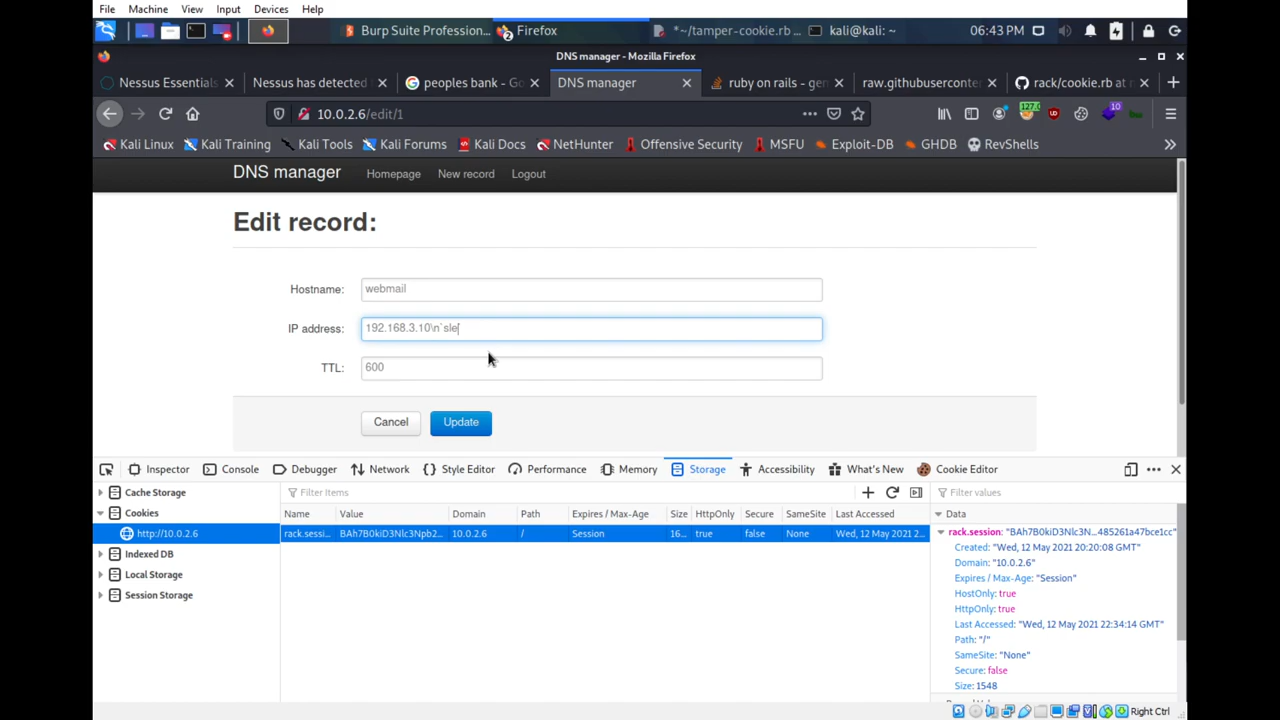 File Machine View Input Devices Help
Burp Suite Profession... 2 Firefox *~/tamper-cookie.rb ... kali@kali: ~ 06:43 PM
DNS manager - Mozilla Firefox
Nessus Essentials Nessus has detected peoples bank - Go DNS manager ruby on rails - gen raw.githubuserconte rack/cookie.rb at
10.0.2.6/edit/1 127.0 10
Kali Linux Kali Training Kali Tools Kali Forums Kali Docs NetHunter Offensive Security MSFU Exploit-DB GHDB RevShells
DNS manager Homepage New record Logout
Edit record:
Hostname: webmail
IP address: 192.168.3.10\n`sle
TTL: 600
Cancel Update
Inspector Console Debugger Network Style Editor Performance Memory Storage Accessibility What's New Cookie Editor
Cache Storage Filter Items Filter values
Cookies Name Value Domain Path Expires / Max-Age Size HttpOnly Secure SameSite Last Accessed Data
http://10.0.2.6 rack.sessi... BAh7B0kiD3Nlc3Npb2... 10.0.2.6 / Session 16... true false None Wed, 12 May 2021 2... rack.session: "BAh7B0kiD3Nlc3N...485261a47bce1cc"
Indexed DB Created: "Wed, 12 May 2021 20:20:08 GMT"
Local Storage Domain: "10.0.2.6"
Session Storage Expires / Max-Age: "Session"
HostOnly: true
HttpOnly: true
Last Accessed: "Wed, 12 May 2021 22:34:14 GMT"
Path: "/"
SameSite: "None"
Secure: false
Size: 1548
Right Ctrl